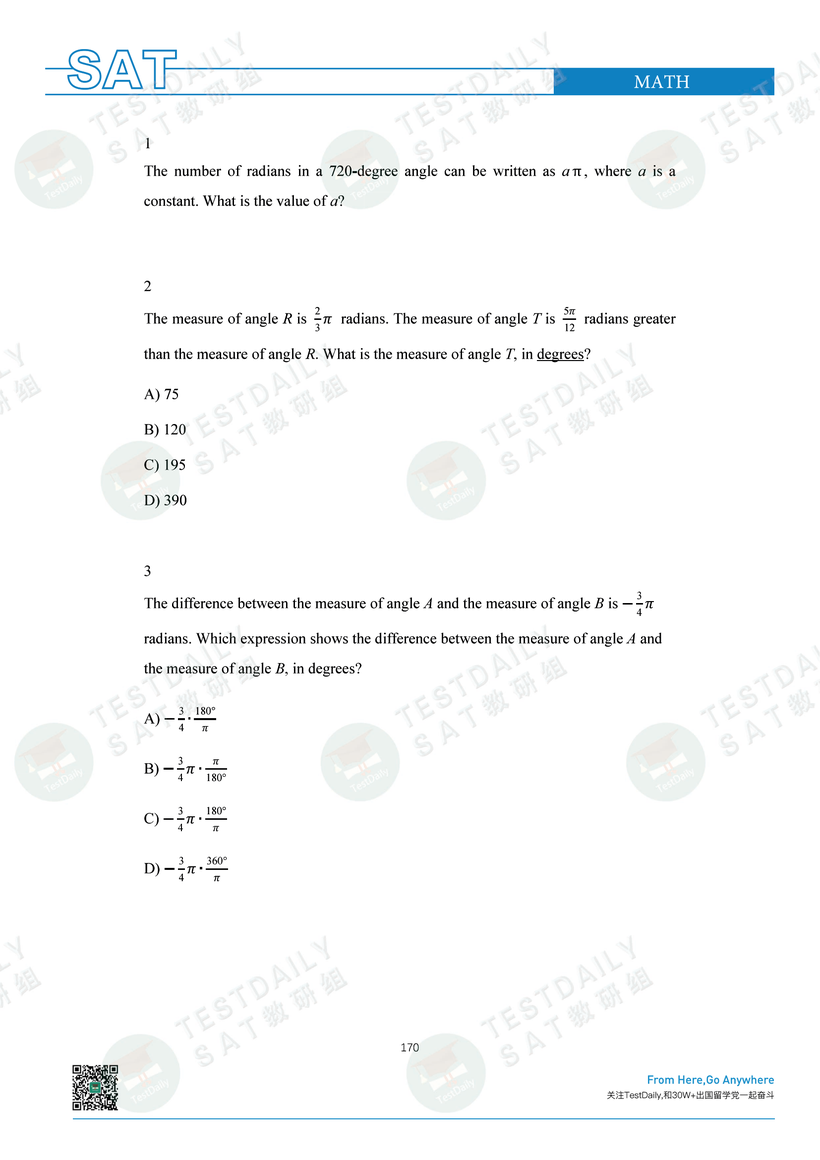 SAT
MATH
1
The number of radians in a 720-degree angle can be written as aπ, where a is a
constant. What is the value of a?
2
The measure of angle R is 2/3 π radians. The measure of angle T is 5π/12 radians greater
than the measure of angle R. What is the measure of angle T, in degrees?
A) 75
B) 120
C) 195
D) 390
3
The difference between the measure of angle A and the measure of angle B is −3/4 π
radians. Which expression shows the difference between the measure of angle A and
the measure of angle B, in degrees?
A) −3/4 · 180°/π
B) −3/4 π · π/180°
C) −3/4 π · 180°/π
D) −3/4 π · 360°/π
170
From Here,Go Anywhere
关注TestDaily,和30W+出国留学党一起奋斗
TESTDAILY
SAT教研组
TestDaily